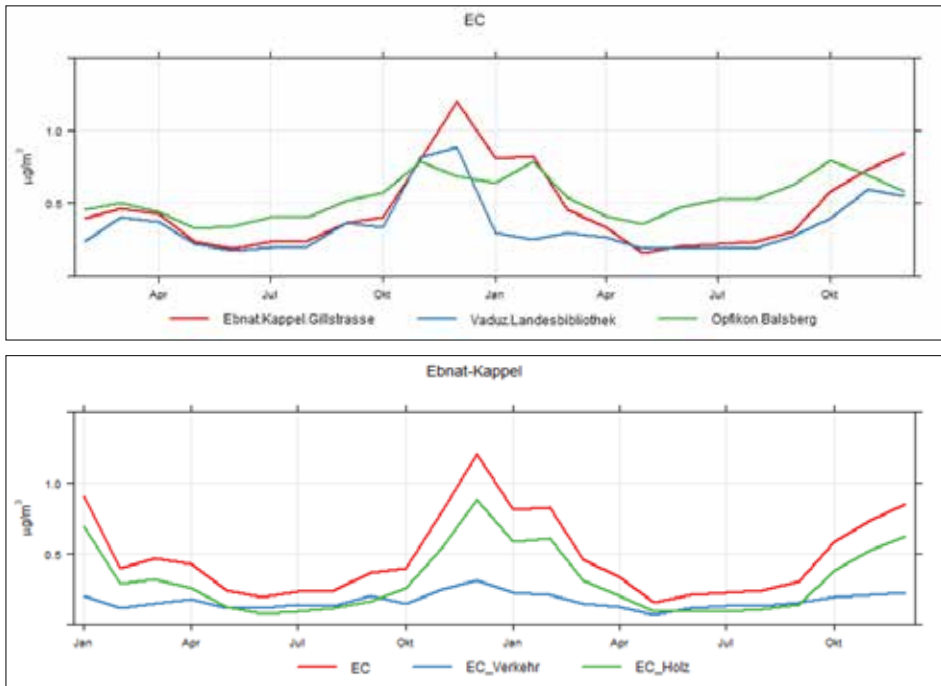 EC
1.0
µg/m³
0.5
Apr Jul Okt Jan Apr Jul Okt
Ebnat.Kappel.Gillstrasse Vaduz.Landesbibliothek Opfikon.Balsberg
Ebnat-Kappel
1.0
µg/m³
0.5
Jan Apr Jul Okt Jan Apr Jul Okt
EC EC_Verkehr EC_Holz